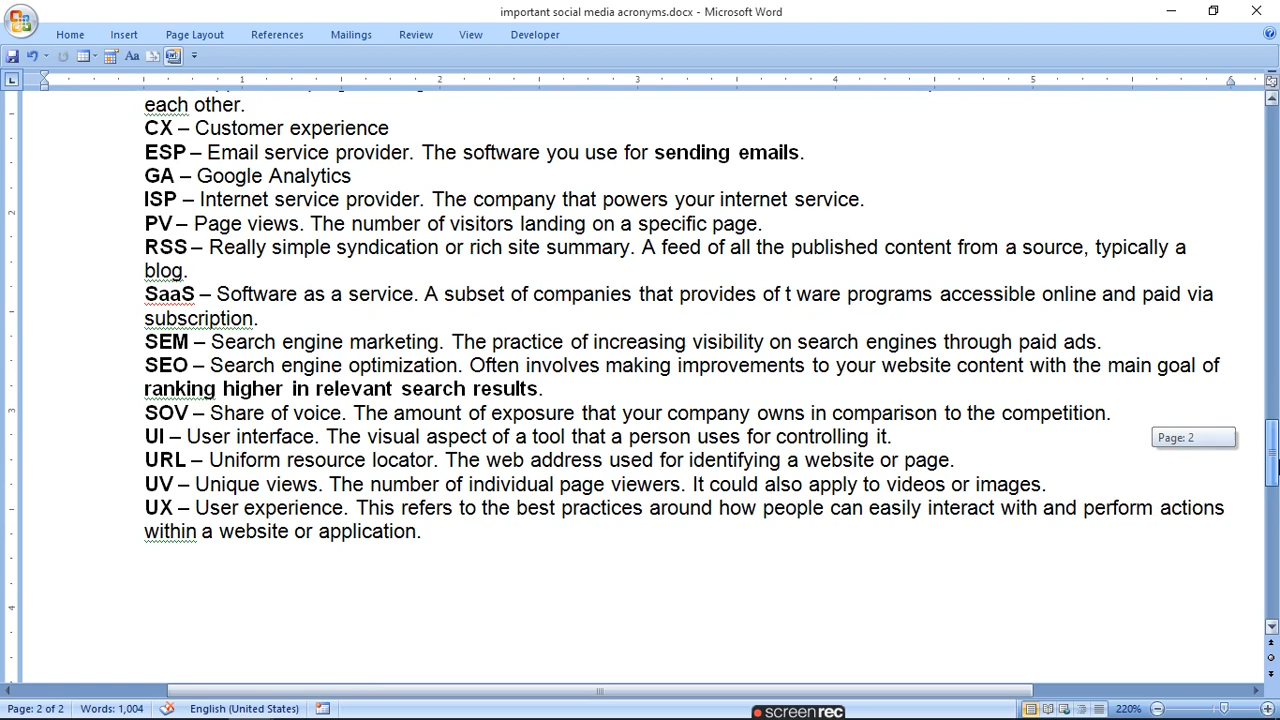 important social media acronyms.docx - Microsoft Word
Home Insert Page Layout References Mailings Review View Developer
Aa
1 2 3 4 5 6
each other.
CX – Customer experience
ESP – Email service provider. The software you use for sending emails.
GA – Google Analytics
ISP – Internet service provider. The company that powers your internet service.
PV – Page views. The number of visitors landing on a specific page.
RSS – Really simple syndication or rich site summary. A feed of all the published content from a source, typically a
blog.
SaaS – Software as a service. A subset of companies that provides of t ware programs accessible online and paid via
subscription.
SEM – Search engine marketing. The practice of increasing visibility on search engines through paid ads.
SEO – Search engine optimization. Often involves making improvements to your website content with the main goal of
ranking higher in relevant search results.
SOV – Share of voice. The amount of exposure that your company owns in comparison to the competition.
UI – User interface. The visual aspect of a tool that a person uses for controlling it.
Page: 2
URL – Uniform resource locator. The web address used for identifying a website or page.
UV – Unique views. The number of individual page viewers. It could also apply to videos or images.
UX – User experience. This refers to the best practices around how people can easily interact with and perform actions
within a website or application.
2
3
4
Page: 2 of 2 Words: 1,004 English (United States) 220%
screenrec